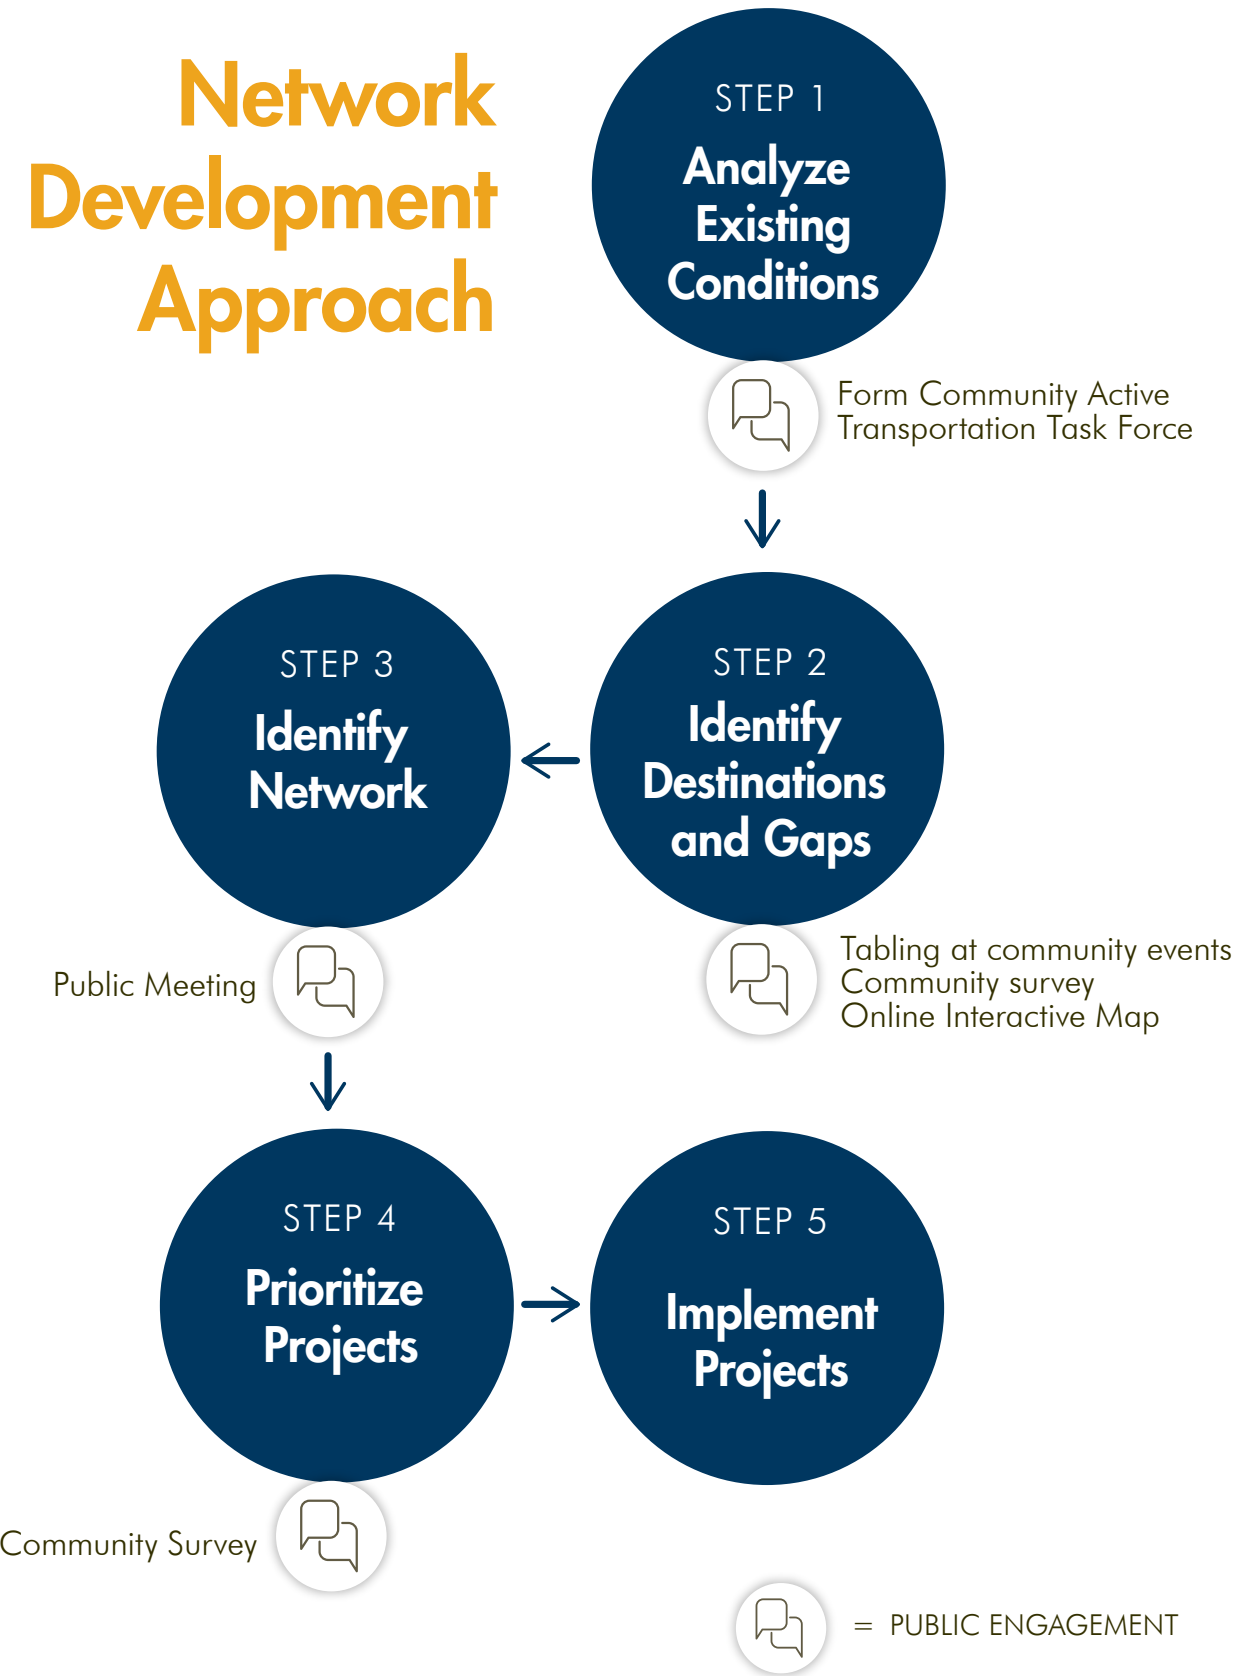 Network
Development
Approach
STEP 1
Analyze
Existing
Conditions
Form Community Active
Transportation Task Force
STEP 2
Identify
Destinations
and Gaps
Tabling at community events
Community survey
Online Interactive Map
STEP 3
Identify
Network
Public Meeting
STEP 4
Prioritize
Projects
Community Survey
STEP 5
Implement
Projects
= PUBLIC ENGAGEMENT